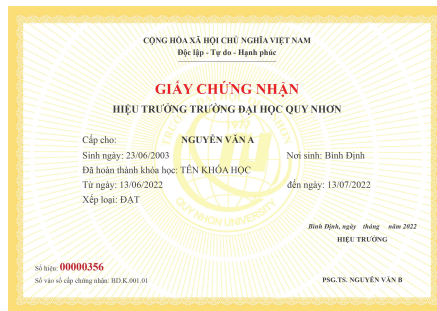 CỘNG HÒA XÃ HỘI CHỦ NGHĨA VIỆT NAM
Độc lập - Tự do - Hạnh phúc
GIẤY CHỨNG NHẬN
HIỆU TRƯỞNG TRƯỜNG ĐẠI HỌC QUY NHƠN
Cấp cho: NGUYỄN VĂN A
Sinh ngày: 23/06/2003 Nơi sinh: Bình Định
Đã hoàn thành khóa học: TÊN KHÓA HỌC
Từ ngày: 13/06/2022 đến ngày: 13/07/2022
Xếp loại: ĐẠT
QUY NHON UNIVERSITY
Bình Định, ngày tháng năm 2022
HIỆU TRƯỞNG
Số hiệu: 00000356
Số vào sổ cấp chứng nhận: BD.K.001.01
PSG.TS. NGUYỄN VĂN B